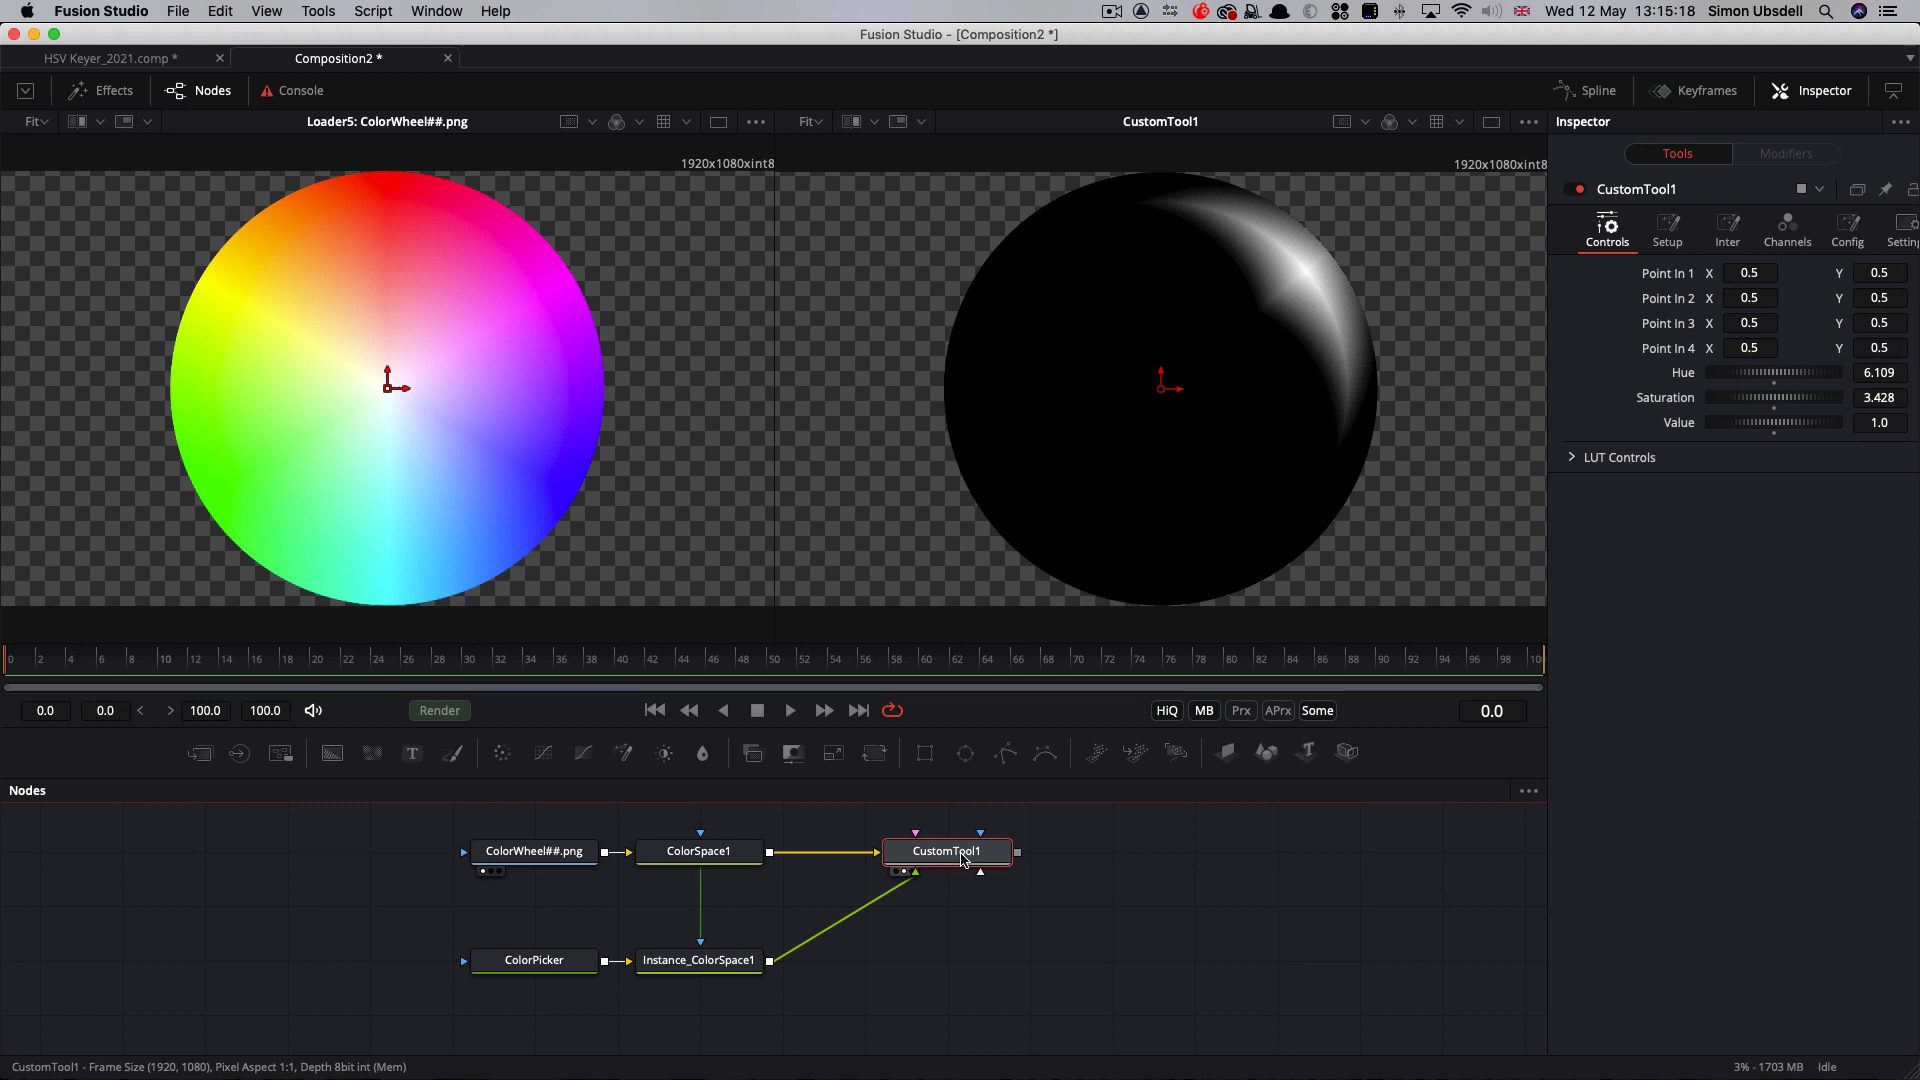 Fusion Studio File Edit View Tools Script Window Help Wed 12 May 13:15:18 Simon Ubsdell
Fusion Studio - [Composition2 *]
HSV Keyer_2021.comp * Composition2 *
Effects Nodes Console Spline Keyframes Inspector
Fit Loader5: ColorWheel##.png Fit CustomTool1 Inspector
1920x1080xint8 1920x1080xint8
Tools Modifiers
CustomTool1
Controls Setup Inter Channels Config Setting
Point In 1 X 0.5 Y 0.5
Point In 2 X 0.5 Y 0.5
Point In 3 X 0.5 Y 0.5
Point In 4 X 0.5 Y 0.5
Hue 6.109
Saturation 3.428
Value 1.0
LUT Controls
0 2 4 6 8 10 12 14 16 18 20 22 24 26 28 30 32 34 36 38 40 42 44 46 48 50 52 54 56 58 60 62 64 66 68 70 72 74 76 78 80 82 84 86 88 90 92 94 96 98 10
0.0 0.0 < > 100.0 100.0 Render HiQ MB Prx APrx Some 0.0
Nodes
ColorWheel##.png ColorSpace1 CustomTool1
ColorPicker Instance_ColorSpace1
CustomTool1 - Frame Size (1920, 1080), Pixel Aspect 1:1, Depth 8bit int (Mem) 3% - 1703 MB Idle